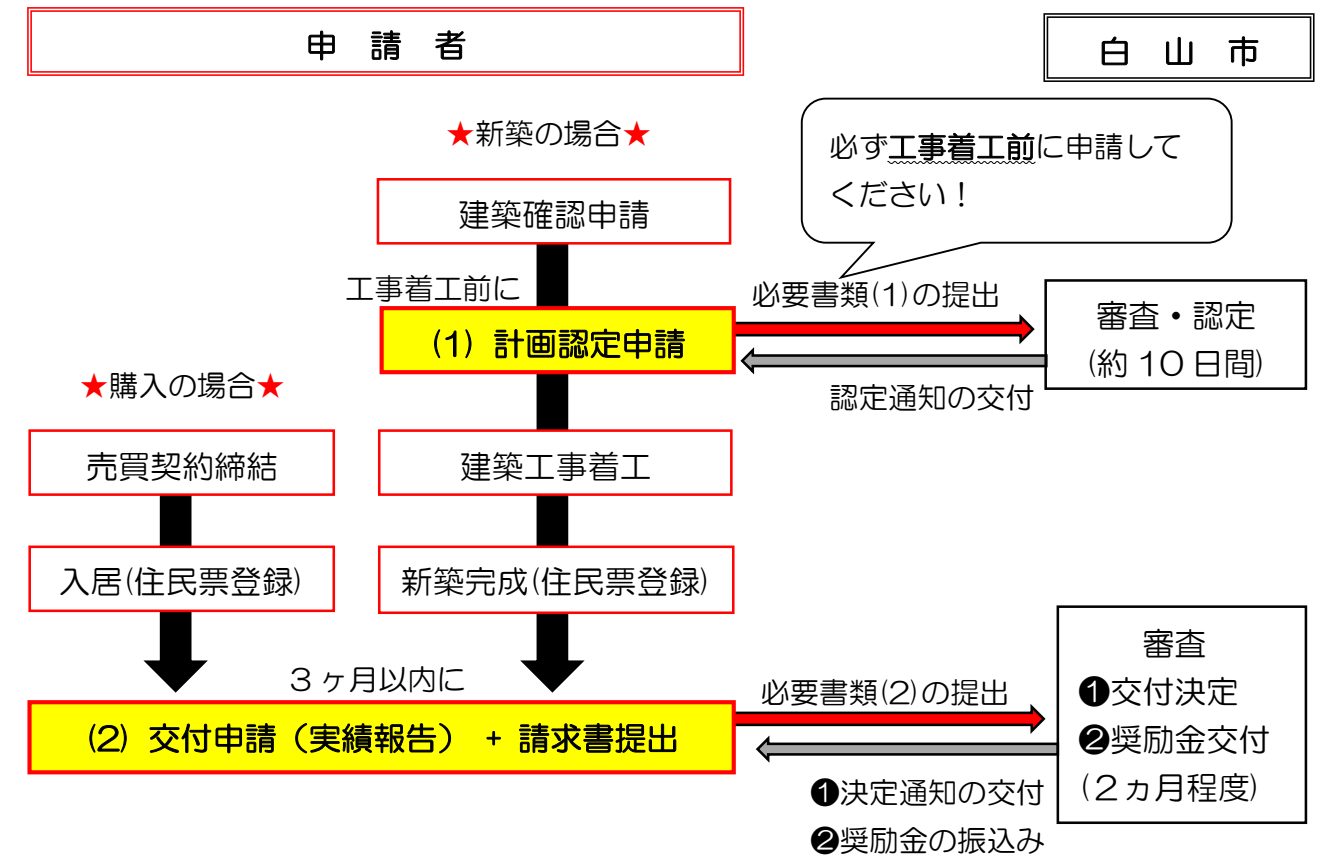 申 請 者
白 山 市
★新築の場合★
必ず工事着工前に申請して
ください！
建築確認申請
工事着工前に
必要書類(1)の提出
(1) 計画認定申請
審査・認定
(約 10 日間)
認定通知の交付
★購入の場合★
売買契約締結
建築工事着工
入居(住民票登録)
新築完成(住民票登録)
3 ヶ月以内に
必要書類(2)の提出
(2) 交付申請（実績報告） + 請求書提出
審査
❶交付決定
❷奨励金交付
(2ヵ月程度)
❶決定通知の交付
❷奨励金の振込み